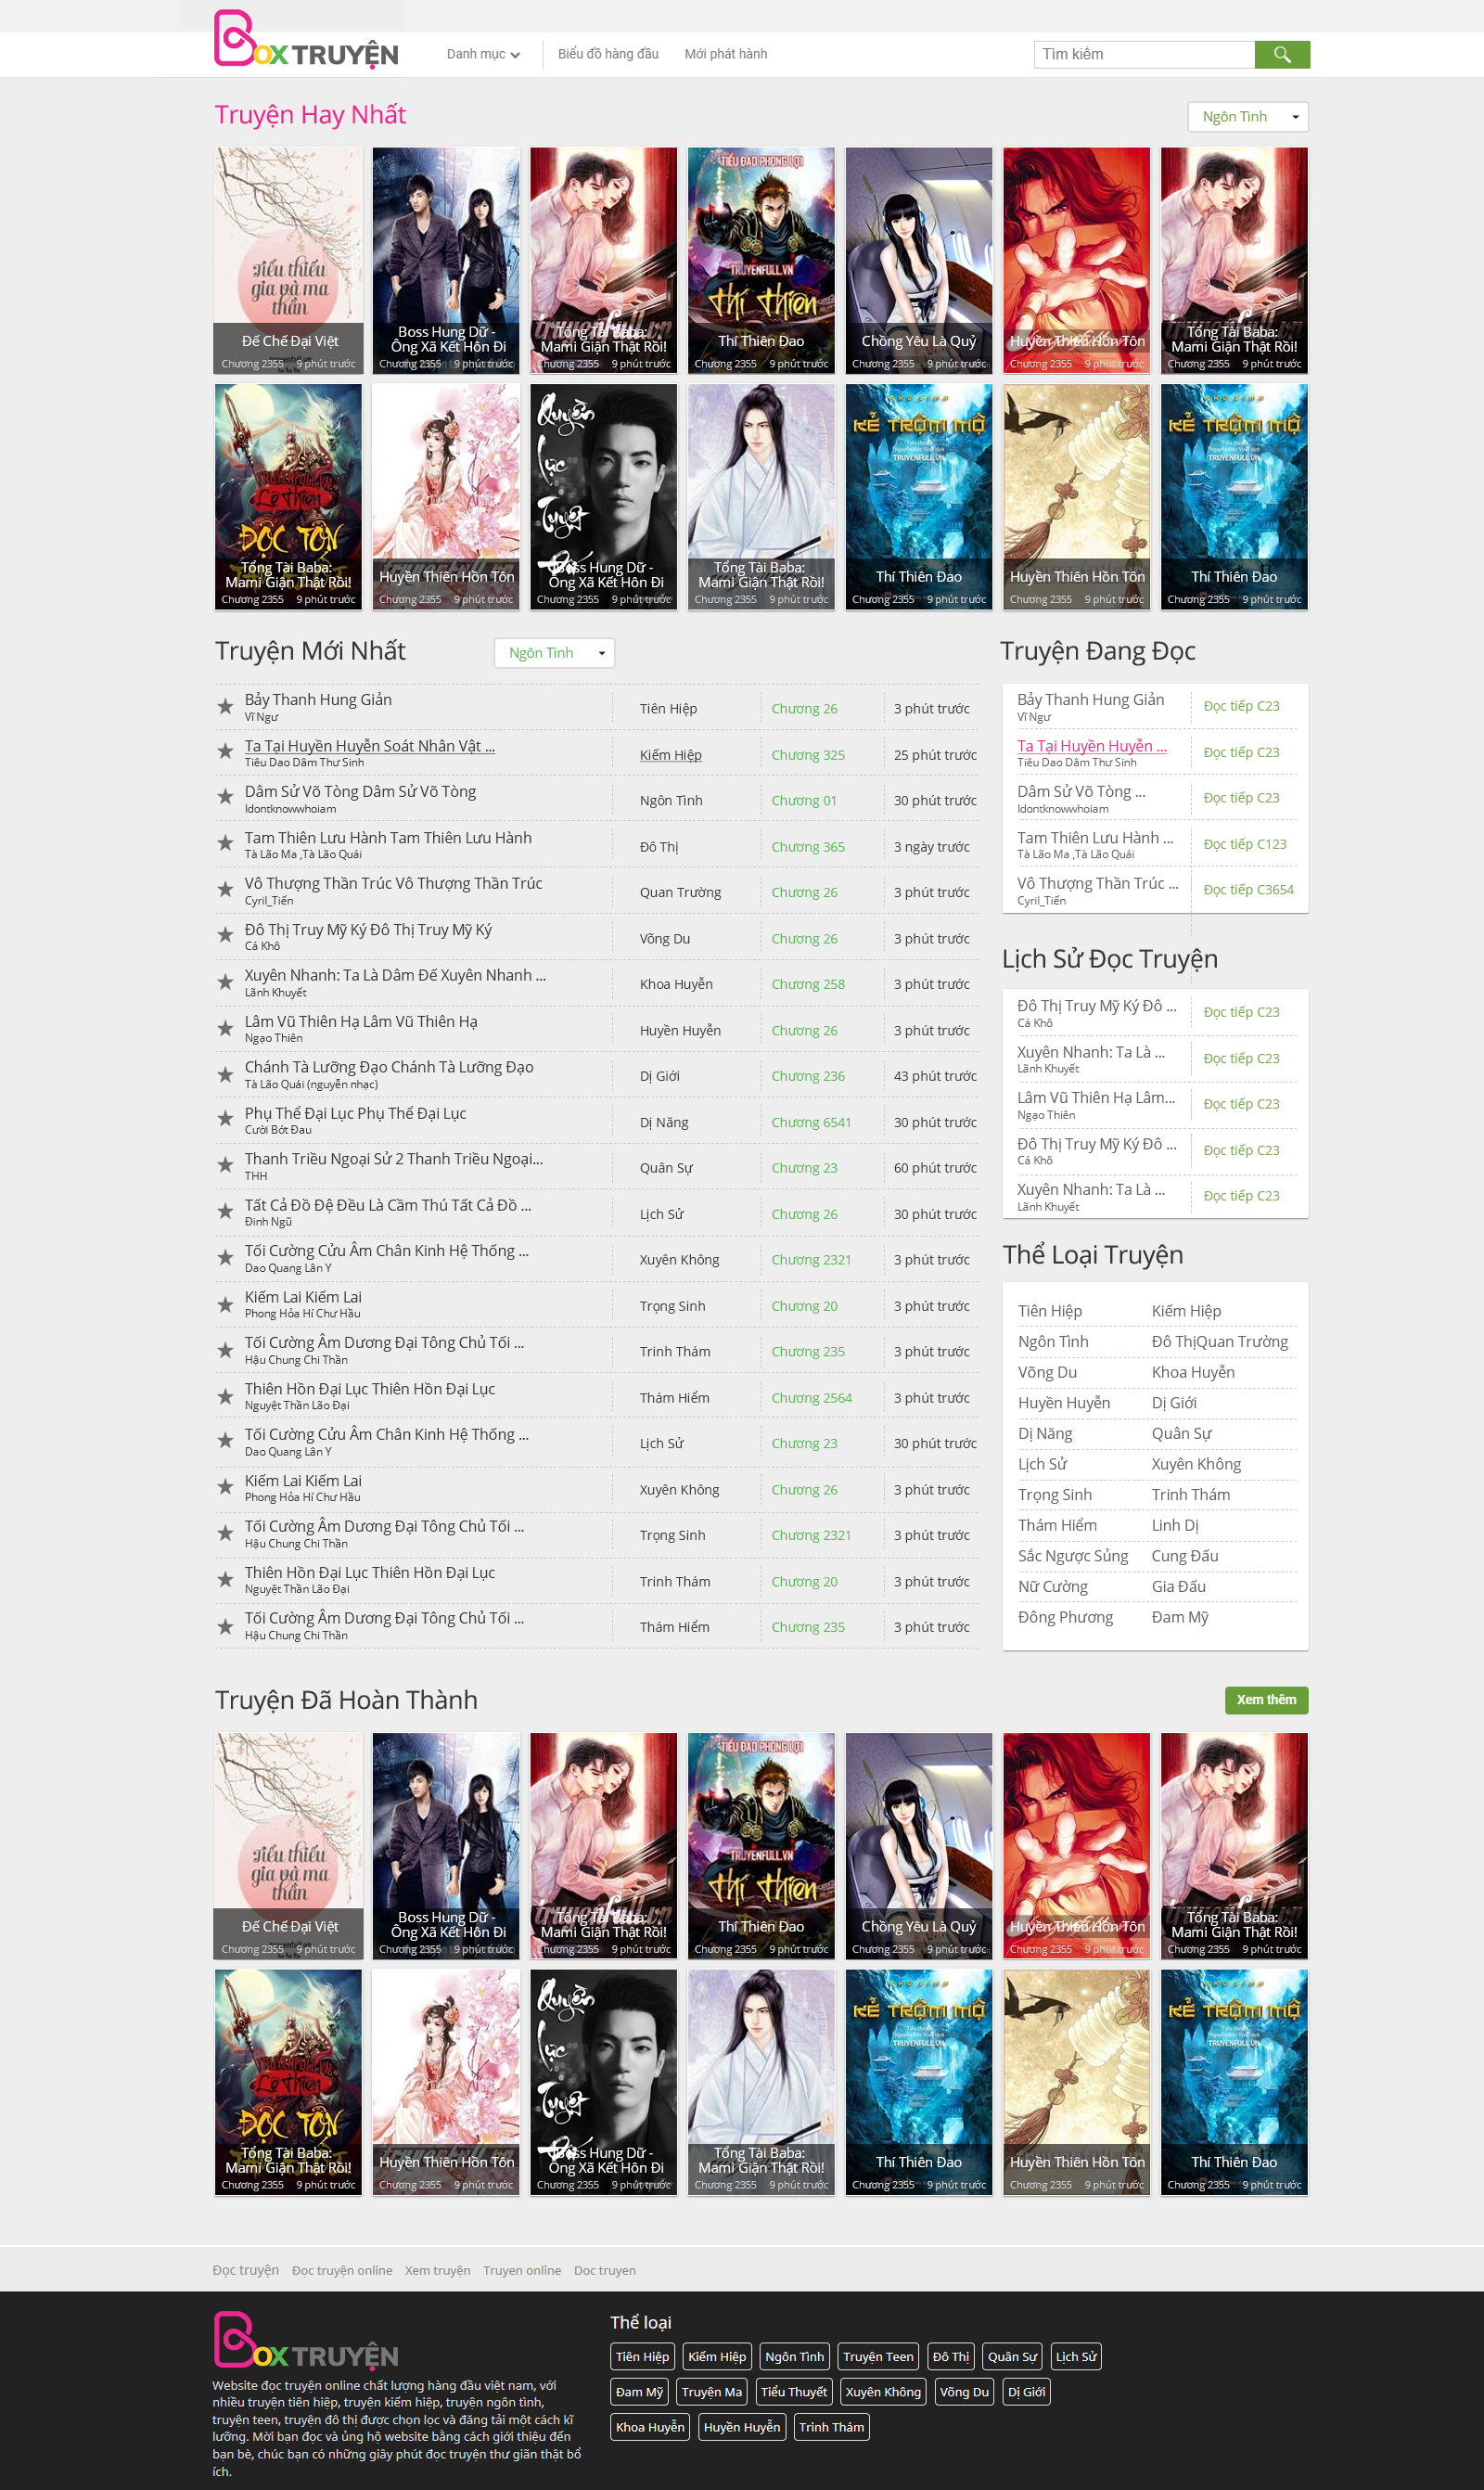 BOX TRUYỆN
Danh mục
Biểu đồ hàng đầu
Mới phát hành
Tìm kiếm
Truyện Hay Nhất
Ngôn Tình
Tiểu thiếu
gia và ma
thần
Đế Chế Đại Việt
Chương 2355 9 phút trước
Boss Hung Dữ -
Ông Xã Kết Hôn Đi
Chương 2355 9 phút trước
Tổng Tài Baba:
Mami Giận Thật Rồi!
Chương 2355 9 phút trước
TIỂU ĐAO PHONG LỢI
TRUYENFULL.VN
Thí Thiên
Thí Thiên Đao
Chương 2355 9 phút trước
Chồng Yêu Là Quỷ
Chương 2355 9 phút trước
Huyền Thiên Hồn Tôn
Chương 2355 9 phút trước
Tổng Tài Baba:
Mami Giận Thật Rồi!
Chương 2355 9 phút trước
TRUYENFULL.VN
Lệ Thiên
ĐỘC TÔN
Tổng Tài Baba:
Mami Giận Thật Rồi!
Chương 2355 9 phút trước
Huyền Thiên Hồn Tôn
Chương 2355 9 phút trước
Quyền
Lực
Tuyệt
Boss Hung Dữ -
Ông Xã Kết Hôn Đi
Chương 2355 9 phút trước
Tổng Tài Baba:
Mami Giận Thật Rồi!
Chương 2355 9 phút trước
KẺ TRỘM MỘ
TRUYENFULL.VN
Thí Thiên Đao
Chương 2355 9 phút trước
Huyền Thiên Hồn Tôn
Chương 2355 9 phút trước
KẺ TRỘM MỘ
TRUYENFULL.VN
Thí Thiên Đao
Chương 2355 9 phút trước
Truyện Mới Nhất
Ngôn Tình
Bảy Thanh Hung Giản
Vĩ Ngư
Tiên Hiệp Chương 26 3 phút trước
Ta Tại Huyền Huyễn Soát Nhân Vật ...
Tiêu Dao Dâm Thư Sinh
Kiếm Hiệp Chương 325 25 phút trước
Dâm Sử Võ Tòng Dâm Sử Võ Tòng
Idontknowwhoiam
Ngôn Tình Chương 01 30 phút trước
Tam Thiên Lưu Hành Tam Thiên Lưu Hành
Tà Lão Ma ,Tà Lão Quái
Đô Thị Chương 365 3 ngày trước
Vô Thượng Thần Trúc Vô Thượng Thần Trúc
Cyril_Tiến
Quan Trường Chương 26 3 phút trước
Đô Thị Truy Mỹ Ký Đô Thị Truy Mỹ Ký
Cá Khô
Võng Du Chương 26 3 phút trước
Xuyên Nhanh: Ta Là Dâm Đế Xuyên Nhanh ...
Lãnh Khuyết
Khoa Huyễn Chương 258 3 phút trước
Lâm Vũ Thiên Hạ Lâm Vũ Thiên Hạ
Ngạo Thiên
Huyền Huyễn Chương 26 3 phút trước
Chánh Tà Lưỡng Đạo Chánh Tà Lưỡng Đạo
Tà Lão Quái (nguyễn nhạc)
Dị Giới Chương 236 43 phút trước
Phụ Thể Đại Lục Phụ Thể Đại Lục
Cười Bớt Đau
Dị Năng Chương 6541 30 phút trước
Thanh Triều Ngoại Sử 2 Thanh Triều Ngoại...
THH
Quân Sự Chương 23 60 phút trước
Tất Cả Đồ Đệ Đều Là Cầm Thú Tất Cả Đồ ...
Đinh Ngũ
Lịch Sử Chương 26 30 phút trước
Tối Cường Cửu Âm Chân Kinh Hệ Thống ...
Dao Quang Lân Y
Xuyên Không Chương 2321 3 phút trước
Kiếm Lai Kiếm Lai
Phong Hỏa Hí Chư Hầu
Trọng Sinh Chương 20 3 phút trước
Tối Cường Âm Dương Đại Tông Chủ Tối ...
Hậu Chung Chi Thần
Trinh Thám Chương 235 3 phút trước
Thiên Hồn Đại Lục Thiên Hồn Đại Lục
Nguyệt Thần Lão Đại
Thám Hiểm Chương 2564 3 phút trước
Tối Cường Cửu Âm Chân Kinh Hệ Thống ...
Dao Quang Lân Y
Lịch Sử Chương 23 30 phút trước
Kiếm Lai Kiếm Lai
Phong Hỏa Hí Chư Hầu
Xuyên Không Chương 26 3 phút trước
Tối Cường Âm Dương Đại Tông Chủ Tối ...
Hậu Chung Chi Thần
Trọng Sinh Chương 2321 3 phút trước
Thiên Hồn Đại Lục Thiên Hồn Đại Lục
Nguyệt Thần Lão Đại
Trinh Thám Chương 20 3 phút trước
Tối Cường Âm Dương Đại Tông Chủ Tối ...
Hậu Chung Chi Thần
Thám Hiểm Chương 235 3 phút trước
Truyện Đang Đọc
Bảy Thanh Hung Giản
Vĩ Ngư
Đọc tiếp C23
Ta Tại Huyền Huyễn ...
Tiêu Dao Dâm Thư Sinh
Đọc tiếp C23
Dâm Sử Võ Tòng ...
Idontknowwhoiam
Đọc tiếp C23
Tam Thiên Lưu Hành ...
Tà Lão Ma ,Tà Lão Quái
Đọc tiếp C123
Vô Thượng Thần Trúc ...
Cyril_Tiến
Đọc tiếp C3654
Lịch Sử Đọc Truyện
Đô Thị Truy Mỹ Ký Đô ...
Cá Khô
Đọc tiếp C23
Xuyên Nhanh: Ta Là ...
Lãnh Khuyết
Đọc tiếp C23
Lâm Vũ Thiên Hạ Lâm...
Ngạo Thiên
Đọc tiếp C23
Đô Thị Truy Mỹ Ký Đô ...
Cá Khô
Đọc tiếp C23
Xuyên Nhanh: Ta Là ...
Lãnh Khuyết
Đọc tiếp C23
Thể Loại Truyện
Tiên Hiệp Kiếm Hiệp
Ngôn Tình Đô ThịQuan Trường
Võng Du Khoa Huyễn
Huyền Huyễn Dị Giới
Dị Năng Quân Sự
Lịch Sử Xuyên Không
Trọng Sinh Trinh Thám
Thám Hiểm Linh Dị
Sắc Ngược Sủng Cung Đấu
Nữ Cường Gia Đấu
Đông Phương Đam Mỹ
Truyện Đã Hoàn Thành
Xem thêm
Tiểu thiếu
gia và ma
thần
Đế Chế Đại Việt
Chương 2355 9 phút trước
Boss Hung Dữ -
Ông Xã Kết Hôn Đi
Chương 2355 9 phút trước
Tổng Tài Baba:
Mami Giận Thật Rồi!
Chương 2355 9 phút trước
TIỂU ĐAO PHONG LỢI
TRUYENFULL.VN
Thí Thiên
Thí Thiên Đao
Chương 2355 9 phút trước
Chồng Yêu Là Quỷ
Chương 2355 9 phút trước
Huyền Thiên Hồn Tôn
Chương 2355 9 phút trước
Tổng Tài Baba:
Mami Giận Thật Rồi!
Chương 2355 9 phút trước
TRUYENFULL.VN
Lệ Thiên
ĐỘC TÔN
Tổng Tài Baba:
Mami Giận Thật Rồi!
Chương 2355 9 phút trước
Huyền Thiên Hồn Tôn
Chương 2355 9 phút trước
Quyền
Lực
Tuyệt
Boss Hung Dữ -
Ông Xã Kết Hôn Đi
Chương 2355 9 phút trước
Tổng Tài Baba:
Mami Giận Thật Rồi!
Chương 2355 9 phút trước
KẺ TRỘM MỘ
TRUYENFULL.VN
Thí Thiên Đao
Chương 2355 9 phút trước
Huyền Thiên Hồn Tôn
Chương 2355 9 phút trước
KẺ TRỘM MỘ
TRUYENFULL.VN
Thí Thiên Đao
Chương 2355 9 phút trước
Đọc truyện Đọc truyện online Xem truyện Truyen online Doc truyen
BOX TRUYỆN
Website đọc truyện online chất lượng hàng đầu việt nam, với
nhiều truyện tiên hiệp, truyện kiếm hiệp, truyện ngôn tình,
truyện teen, truyện đô thị được chọn lọc và đăng tải một cách kĩ
lưỡng. Mời bạn đọc và ủng hộ website bằng cách giới thiệu đến
bạn bè, chúc bạn có những giây phút đọc truyện thư giãn thật bổ
ích.
Thể loại
Tiên Hiệp Kiếm Hiệp Ngôn Tình Truyện Teen Đô Thị Quân Sự Lịch Sử
Đam Mỹ Truyện Ma Tiểu Thuyết Xuyên Không Võng Du Dị Giới
Khoa Huyễn Huyền Huyễn Trinh Thám